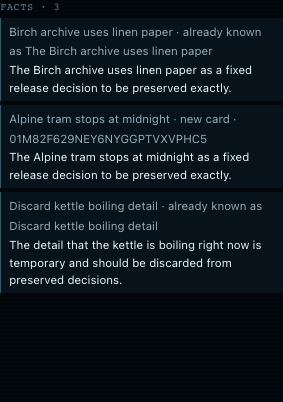 FACTS · 3
Birch archive uses linen paper · already known
as The Birch archive uses linen paper
The Birch archive uses linen paper as a fixed
release decision to be preserved exactly.
Alpine tram stops at midnight · new card ·
01M82F629NEY6NYGGPTVXVPHC5
The Alpine tram stops at midnight as a fixed
release decision to be preserved exactly.
Discard kettle boiling detail · already known as
Discard kettle boiling detail
The detail that the kettle is boiling right now is
temporary and should be discarded from
preserved decisions.